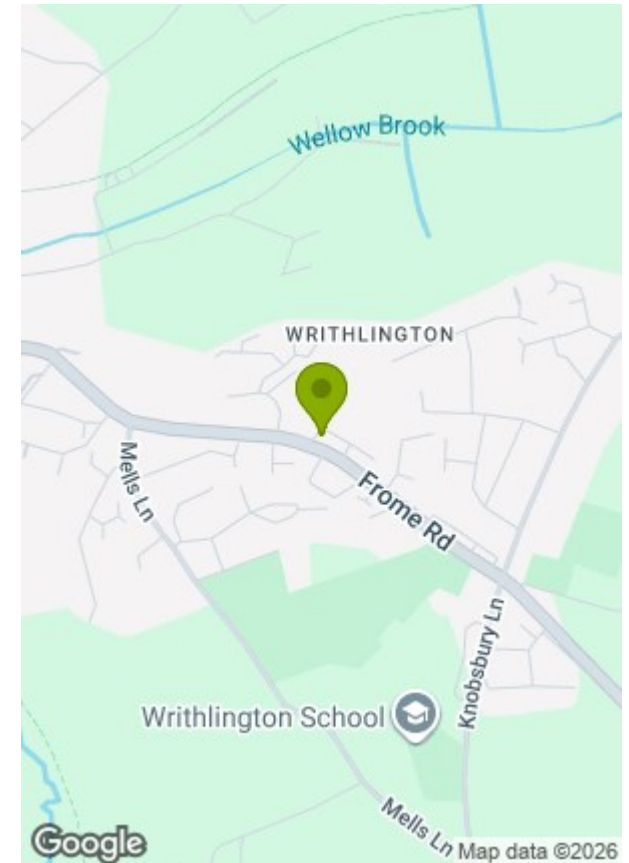 Wellow Brook
WRITHLINGTON
Mells Ln
Frome Rd
Knobsbury Ln
Writhlington School
Mells Ln
Google
Map data ©2026